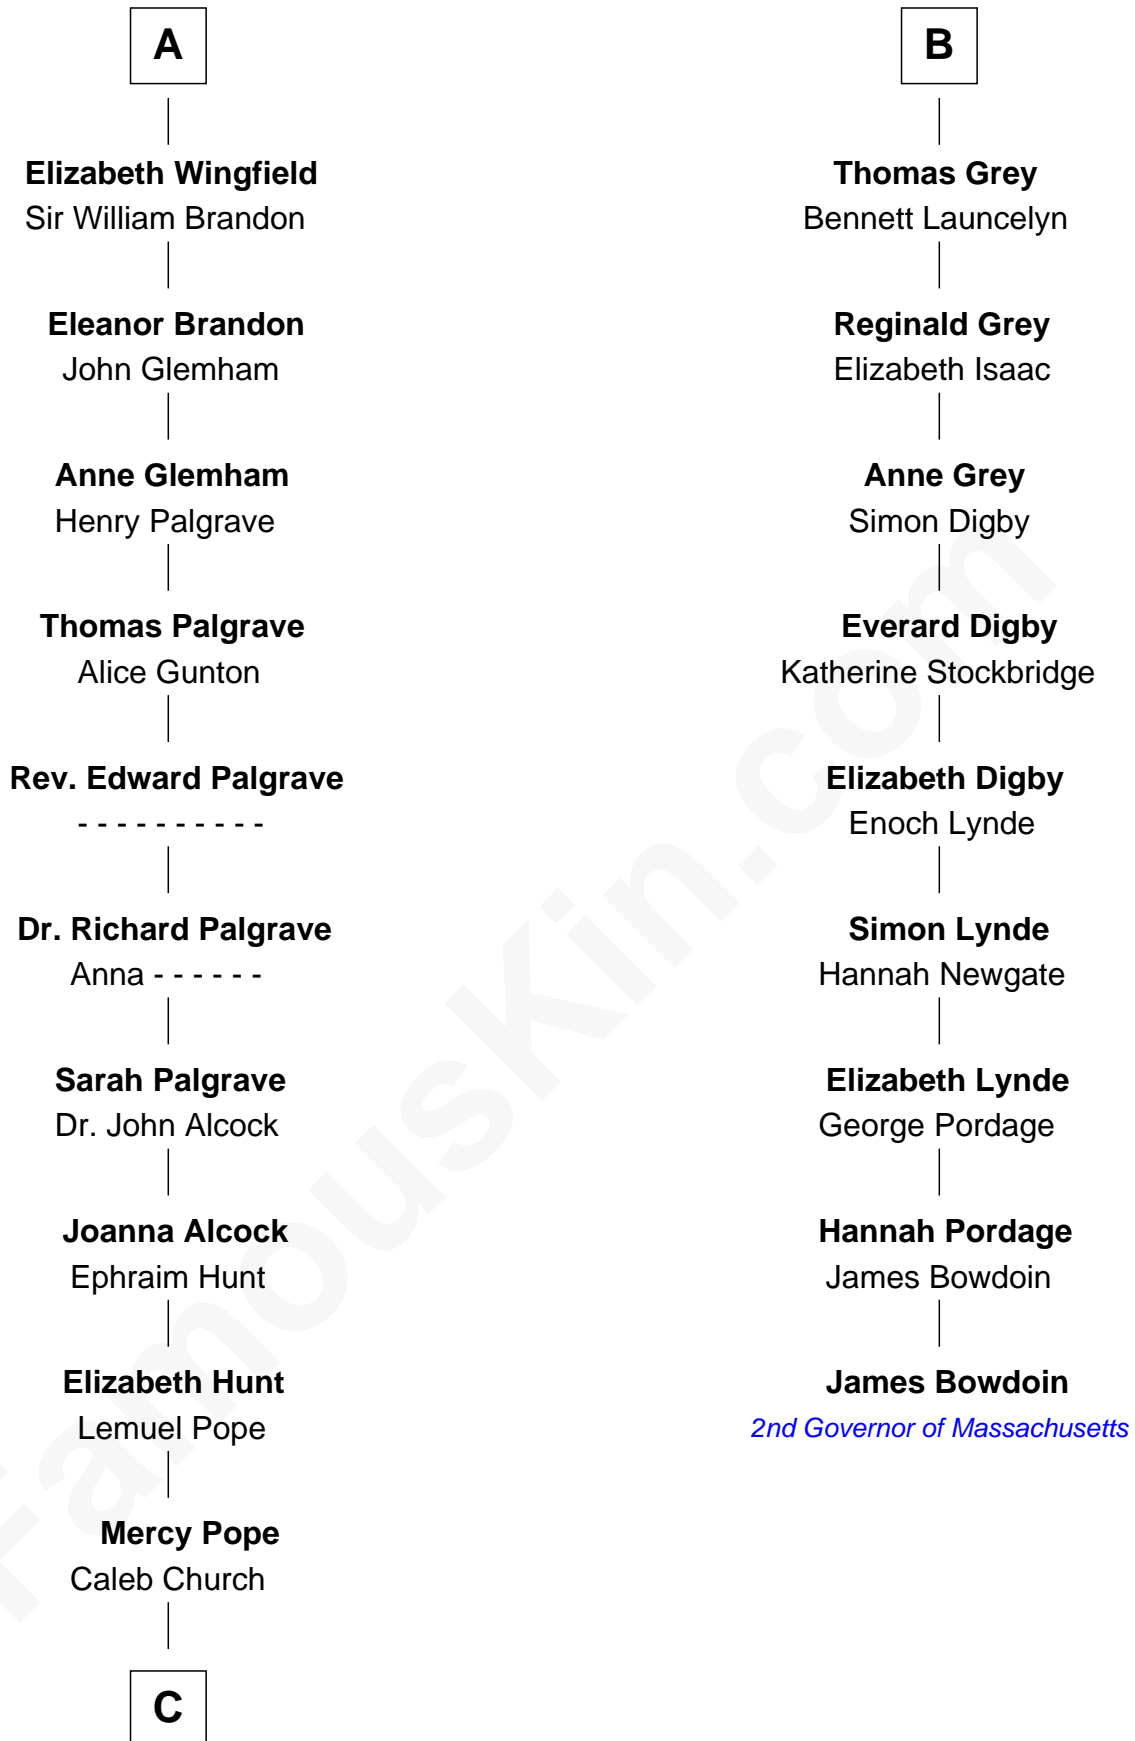 A
Elizabeth Wingfield
Sir William Brandon
Eleanor Brandon
John Glemham
Anne Glemham
Henry Palgrave
Thomas Palgrave
Alice Gunton
Rev. Edward Palgrave
- - - - - - - - - -
Dr. Richard Palgrave
Anna - - - - - -
Sarah Palgrave
Dr. John Alcock
Joanna Alcock
Ephraim Hunt
Elizabeth Hunt
Lemuel Pope
Mercy Pope
Caleb Church
C
B
Thomas Grey
Bennett Launcelyn
Reginald Grey
Elizabeth Isaac
Anne Grey
Simon Digby
Everard Digby
Katherine Stockbridge
Elizabeth Digby
Enoch Lynde
Simon Lynde
Hannah Newgate
Elizabeth Lynde
George Pordage
Hannah Pordage
James Bowdoin
James Bowdoin
2nd Governor of Massachusetts
FamousKin.com